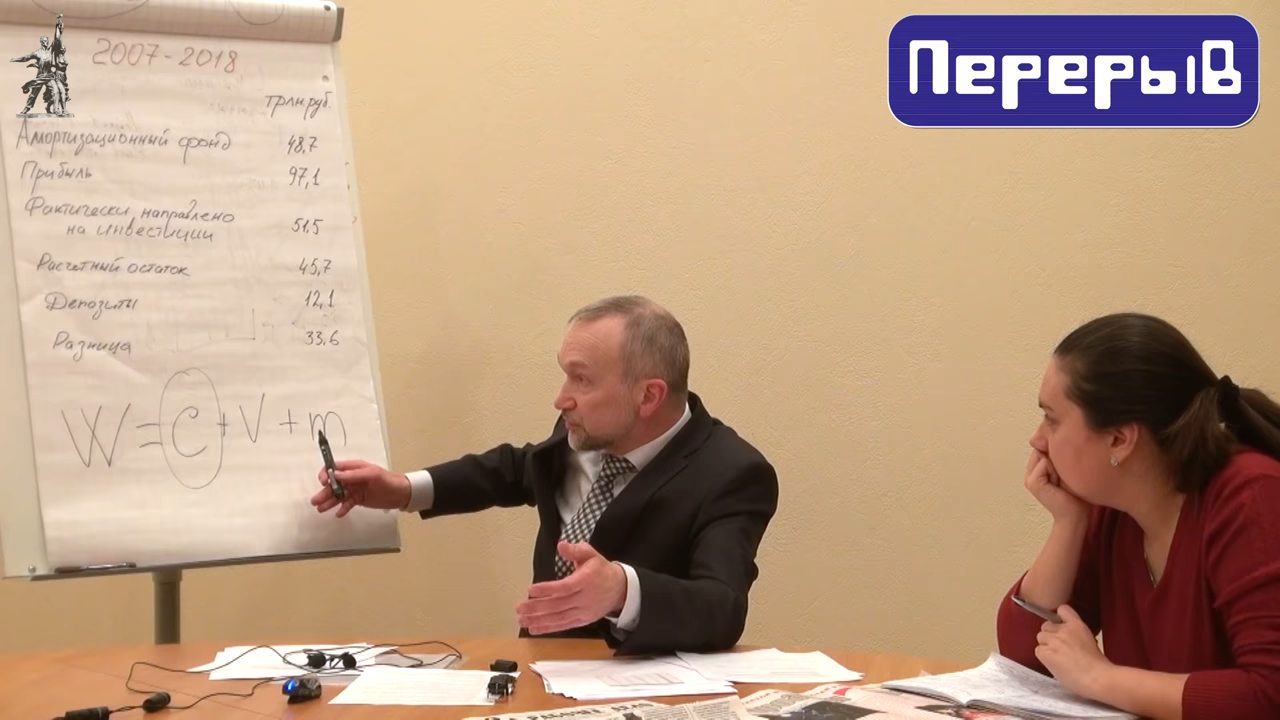 2007-2018
трлн руб.
Амортизационный фонд 48,7
Прибыль 97,1
Фактически направлено
на инвестиции 51,5
Расчетный остаток 45,7
Депозиты 12,1
Разница 33,6
W = C + V + m
Перерыв